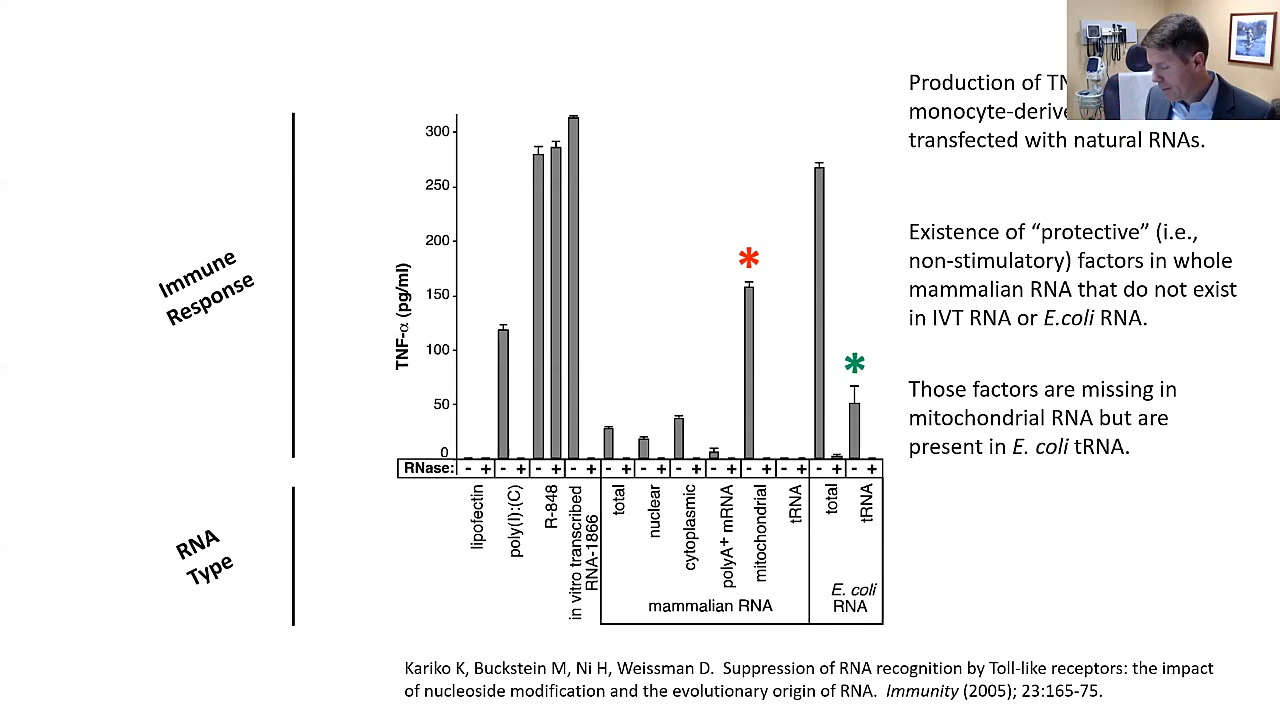 Production of
monocyte-derive
transfected with natural RNAs.
Existence of “protective” (i.e.,
non-stimulatory) factors in whole
mammalian RNA that do not exist
in IVT RNA or E.coli RNA.
Those factors are missing in
mitochondrial RNA but are
present in E. coli tRNA.
Immune
Response
TNF-α (pg/ml)
300
250
200
150
100
50
0
*
*
RNase: - + - + - + - + - + - + - + - + - + - + - + - +
RNA
Type
lipofectin
poly(I):(C)
R-848
in vitro transcribed
RNA-1866
total
nuclear
cytoplasmic
polyA+ mRNA
mitochondrial
tRNA
total
tRNA
mammalian RNA
E. coli
RNA
Kariko K, Buckstein M, Ni H, Weissman D. Suppression of RNA recognition by Toll-like receptors: the impact
of nucleoside modification and the evolutionary origin of RNA. Immunity (2005); 23:165-75.